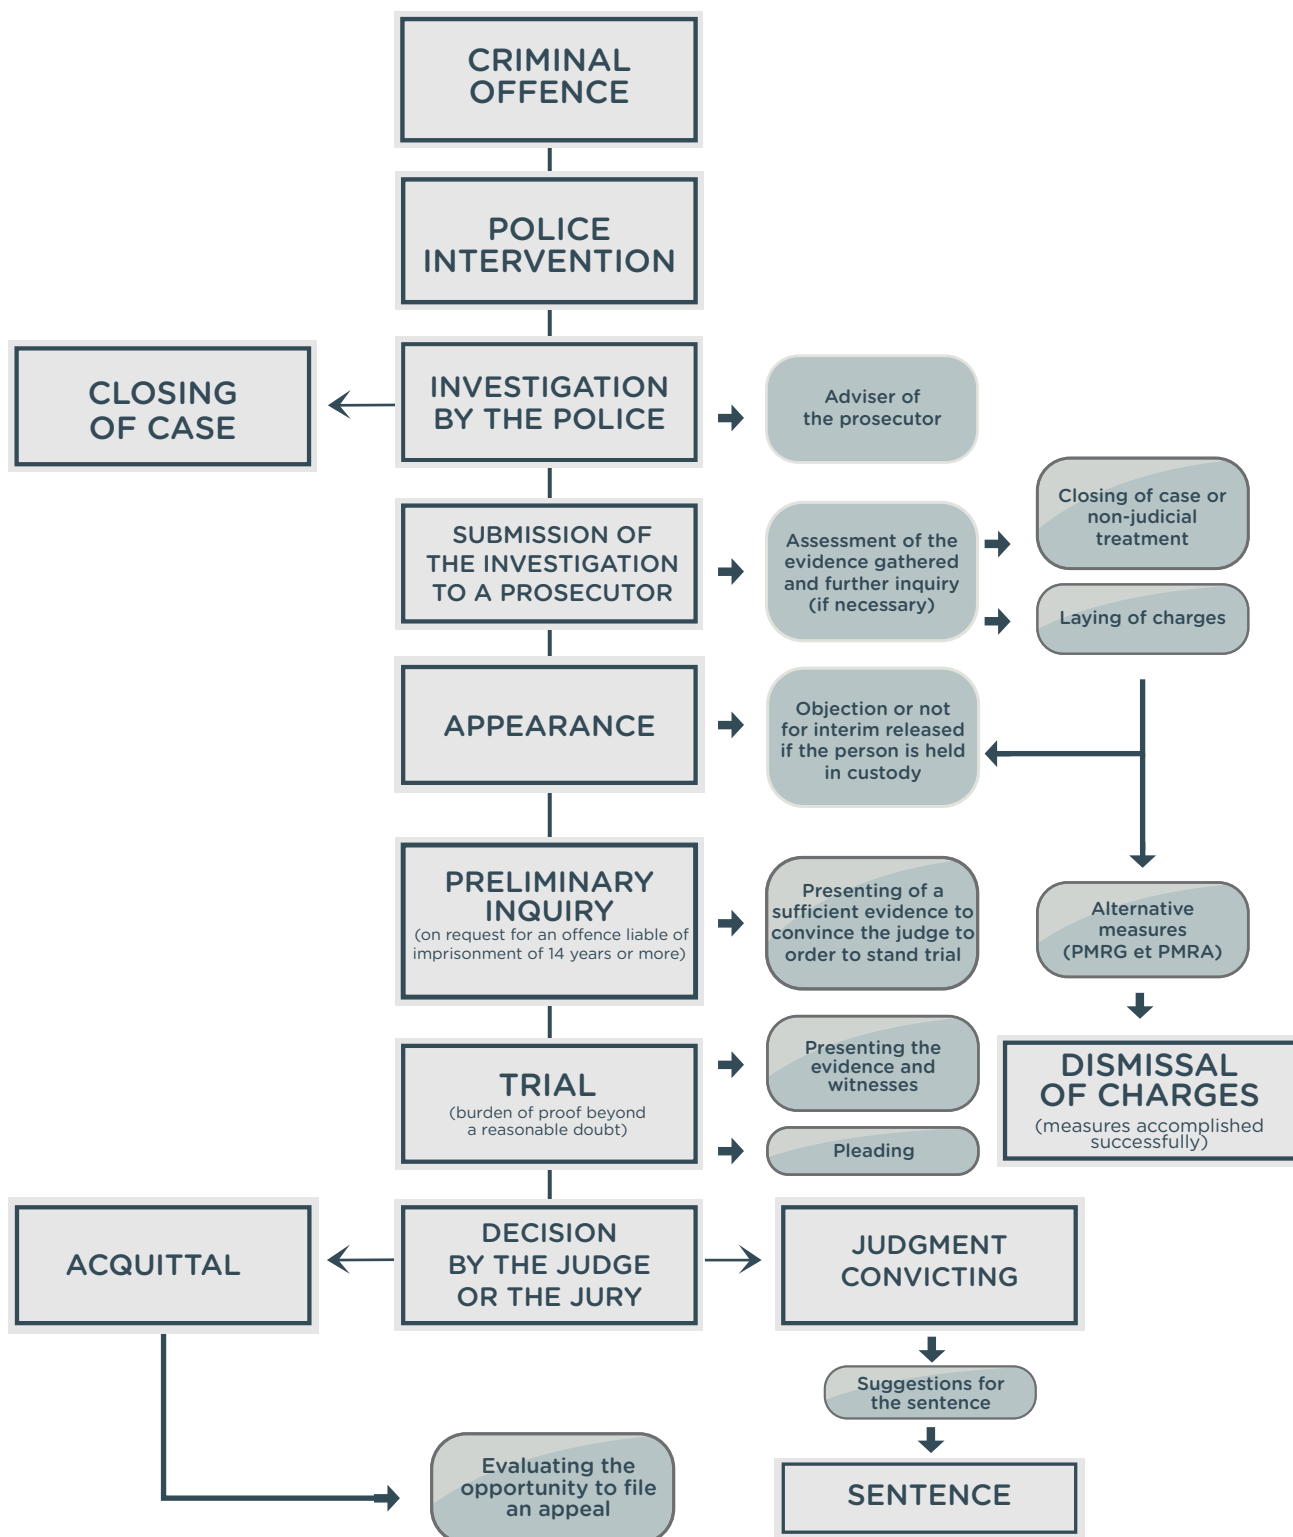 CRIMINAL
OFFENCE
POLICE
INTERVENTION
CLOSING
OF CASE
INVESTIGATION
BY THE POLICE
Adviser of
the prosecutor
SUBMISSION OF
THE INVESTIGATION
TO A PROSECUTOR
Assessment of the
evidence gathered
and further inquiry
(if necessary)
Closing of case or
non-judicial
treatment
Laying of charges
APPEARANCE
Objection or not
for interim released
if the person is held
in custody
PRELIMINARY
INQUIRY
(on request for an offence liable of
imprisonment of 14 years or more)
Presenting of a
sufficient evidence to
convince the judge to
order to stand trial
Alternative
measures
(PMRG et PMRA)
TRIAL
(burden of proof beyond
a reasonable doubt)
Presenting the
evidence and
witnesses
Pleading
DISMISSAL
OF CHARGES
(measures accomplished
successfully)
ACQUITTAL
DECISION
BY THE JUDGE
OR THE JURY
JUDGMENT
CONVICTING
Suggestions for
the sentence
Evaluating the
opportunity to file
an appeal
SENTENCE